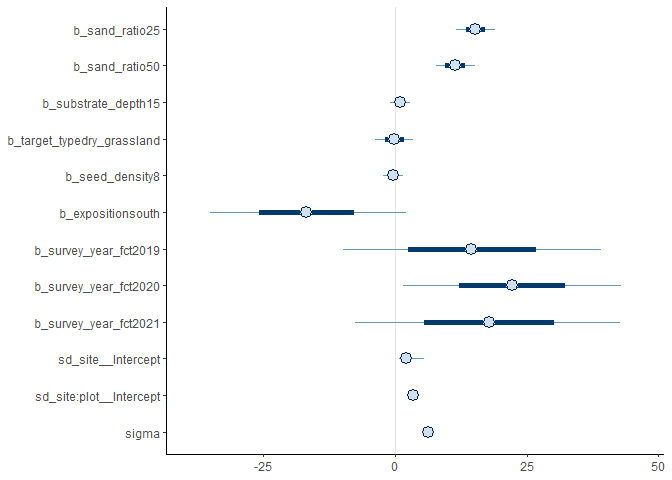 b_sand_ratio25
b_sand_ratio50
b_substrate_depth15
b_target_typedry_grassland
b_seed_density8
b_expositionsouth
b_survey_year_fct2019
b_survey_year_fct2020
b_survey_year_fct2021
sd_site__Intercept
sd_site:plot__Intercept
sigma
-25 0 25 50